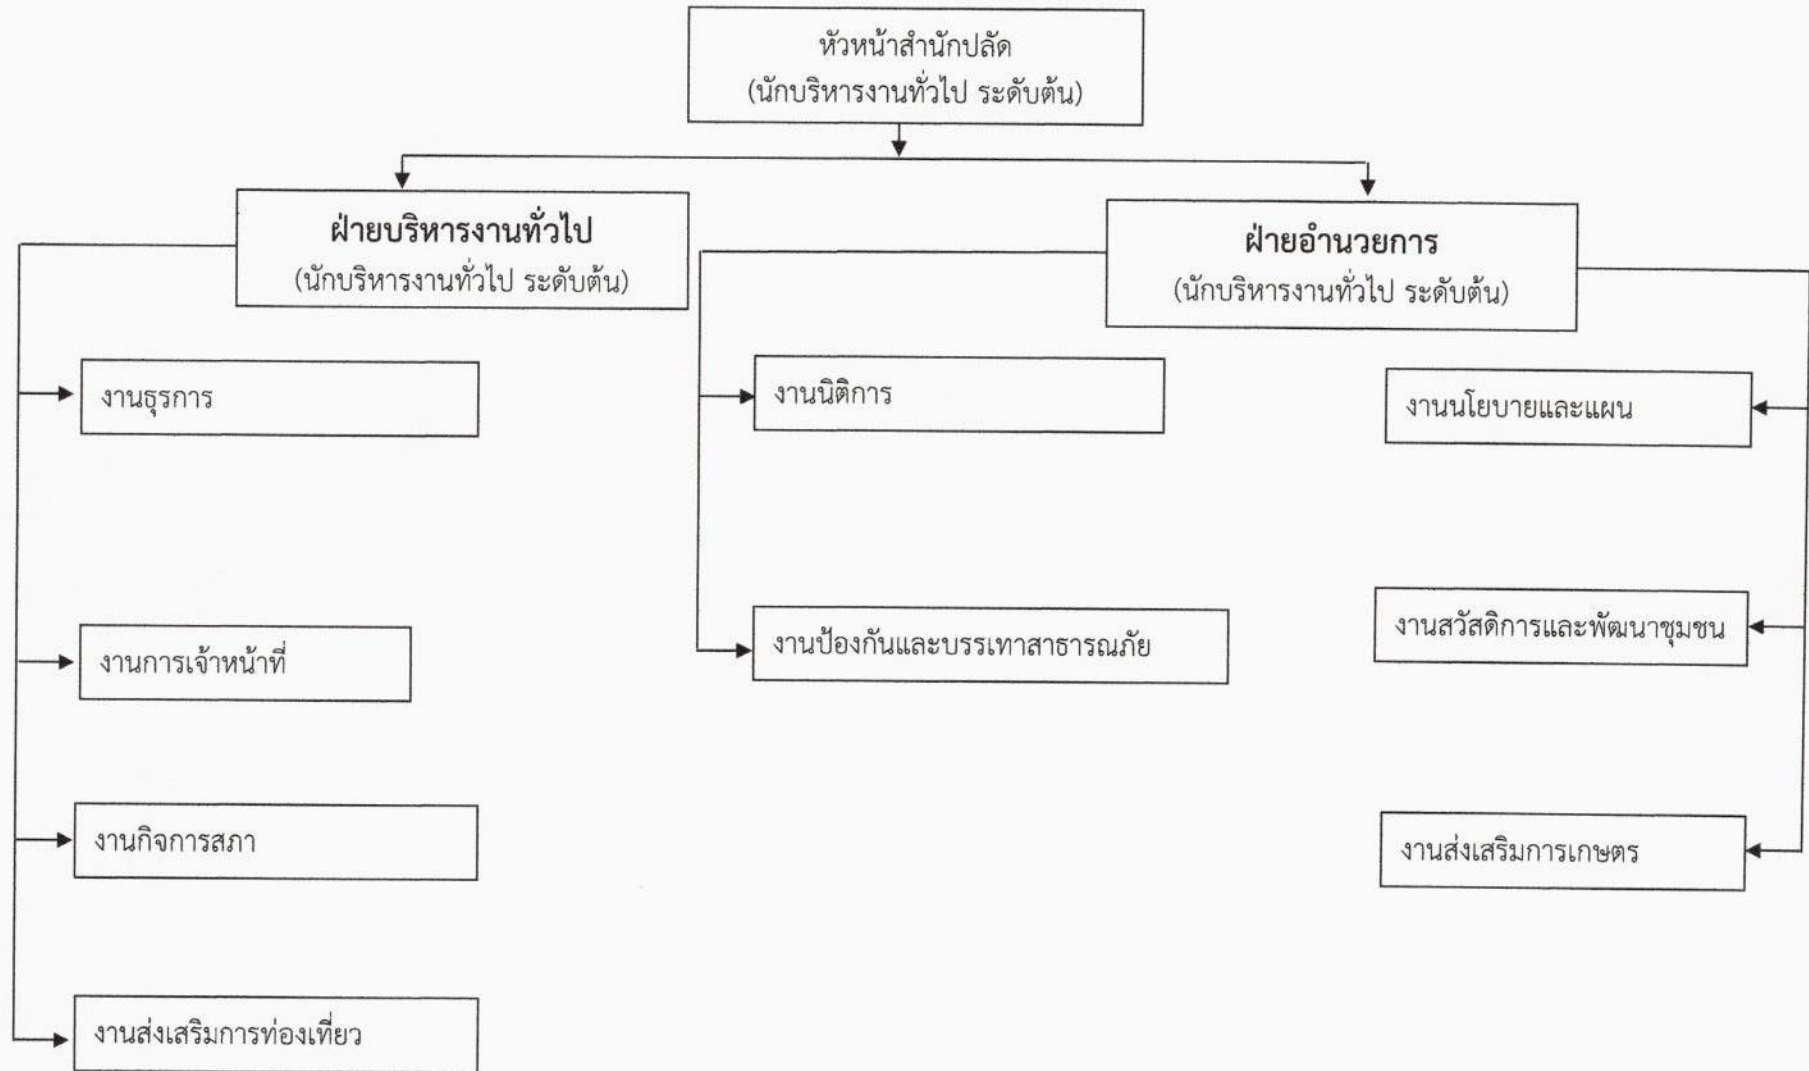 หัวหน้าสำนักปลัด
(นักบริหารงานทั่วไป ระดับต้น)
ฝ่ายบริหารงานทั่วไป
(นักบริหารงานทั่วไป ระดับต้น)
ฝ่ายอำนวยการ
(นักบริหารงานทั่วไป ระดับต้น)
งานธุรการ
งานการเจ้าหน้าที่
งานกิจการสภา
งานส่งเสริมการท่องเที่ยว
งานนิติการ
งานป้องกันและบรรเทาสาธารณภัย
งานนโยบายและแผน
งานสวัสดิการและพัฒนาชุมชน
งานส่งเสริมการเกษตร